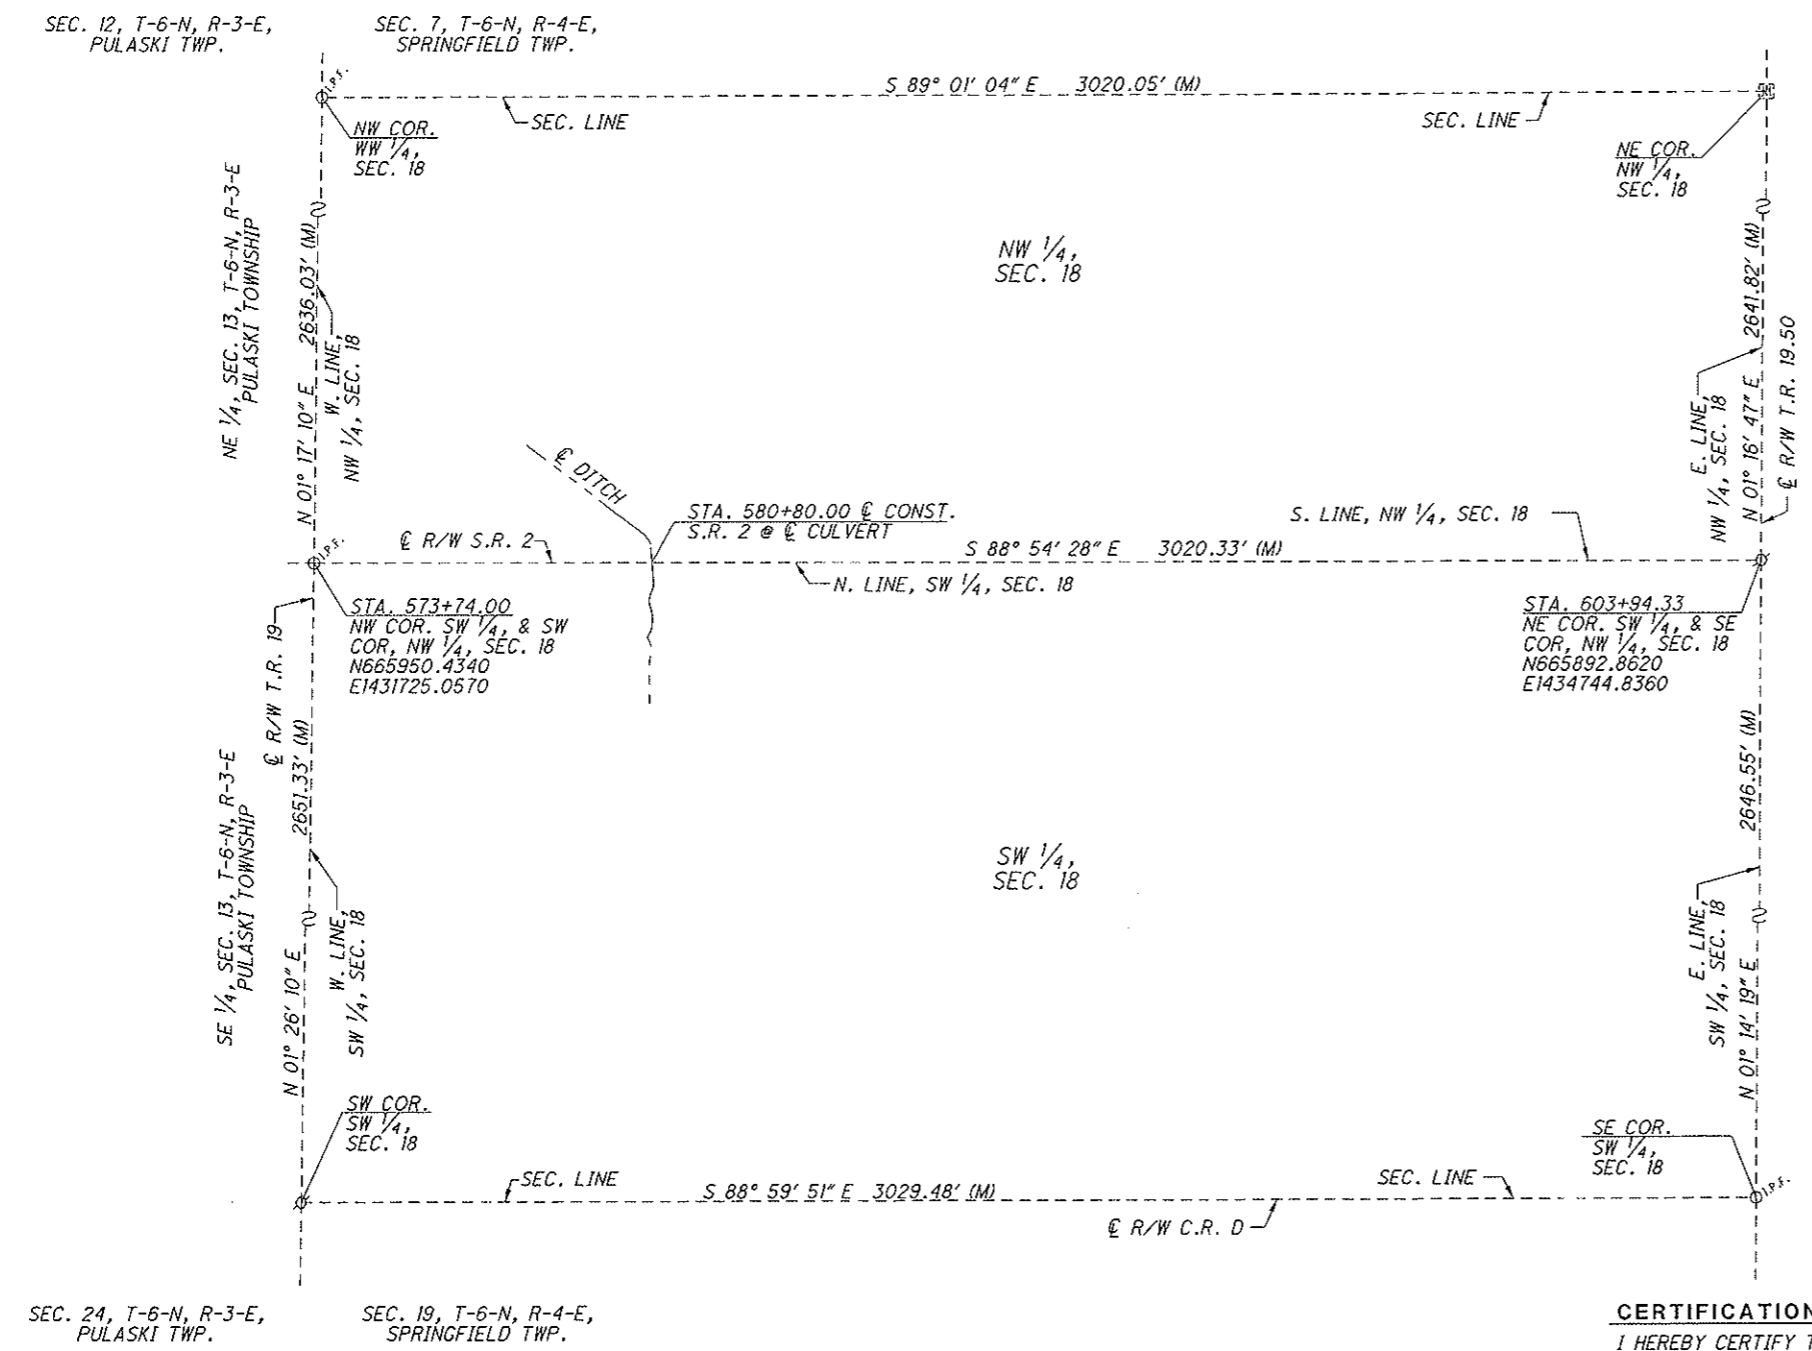 SEC. 12, T-6-N, R-3-E,
PULASKI TWP.
SEC. 7, T-6-N, R-4-E,
SPRINGFIELD TWP.
I.P.F.
S 89° 01' 04" E 3020.05' (M)
SEC. LINE
SEC. LINE
NW COR.
WW 1/4,
SEC. 18
NE COR.
NW 1/4,
SEC. 18
NE 1/4, SEC. 13, T-6-N, R-3-E
PULASKI TOWNSHIP
N 01° 17' 10" E 2636.03' (M)
W. LINE,
NW 1/4, SEC. 18
NW 1/4,
SEC. 18
E. LINE,
NW 1/4, SEC. 18
N 01° 16' 47" E 2641.82' (M)
℄ R/W T.R. 19.50
℄ DITCH
STA. 580+80.00 ℄ CONST.
S.R. 2 @ ℄ CULVERT
S. LINE, NW 1/4, SEC. 18
I.P.F.
℄ R/W S.R. 2
S 88° 54' 28" E 3020.33' (M)
N. LINE, SW 1/4, SEC. 18
STA. 573+74.00
NW COR. SW 1/4, & SW
COR, NW 1/4, SEC. 18
N665950.4340
E1431725.0570
STA. 603+94.33
NE COR. SW 1/4, & SE
COR, NW 1/4, SEC. 18
N665892.8620
E1434744.8360
℄ R/W T.R. 19
SE 1/4, SEC. 13, T-6-N, R-3-E
PULASKI TOWNSHIP
N 01° 26' 10" E 2651.33' (M)
W. LINE,
SW 1/4, SEC. 18
SW 1/4,
SEC. 18
E. LINE,
SW 1/4, SEC. 18
N 01° 14' 19" E 2646.55' (M)
SW COR.
SW 1/4,
SEC. 18
SE COR.
SW 1/4,
SEC. 18
SEC. LINE
S 88° 59' 51" E 3029.48' (M)
SEC. LINE
I.P.F.
℄ R/W C.R. D
SEC. 24, T-6-N, R-3-E,
PULASKI TWP.
SEC. 19, T-6-N, R-4-E,
SPRINGFIELD TWP.
CERTIFICATION
I HEREBY CERTIFY T